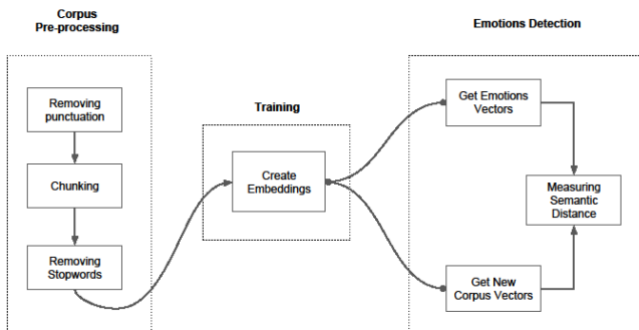 Corpus
Pre-processing
Removing
punctuation
Chunking
Removing
Stopwords
Training
Create
Embeddings
Emotions Detection
Get Emotions
Vectors
Measuring
Semantic
Distance
Get New
Corpus Vectors